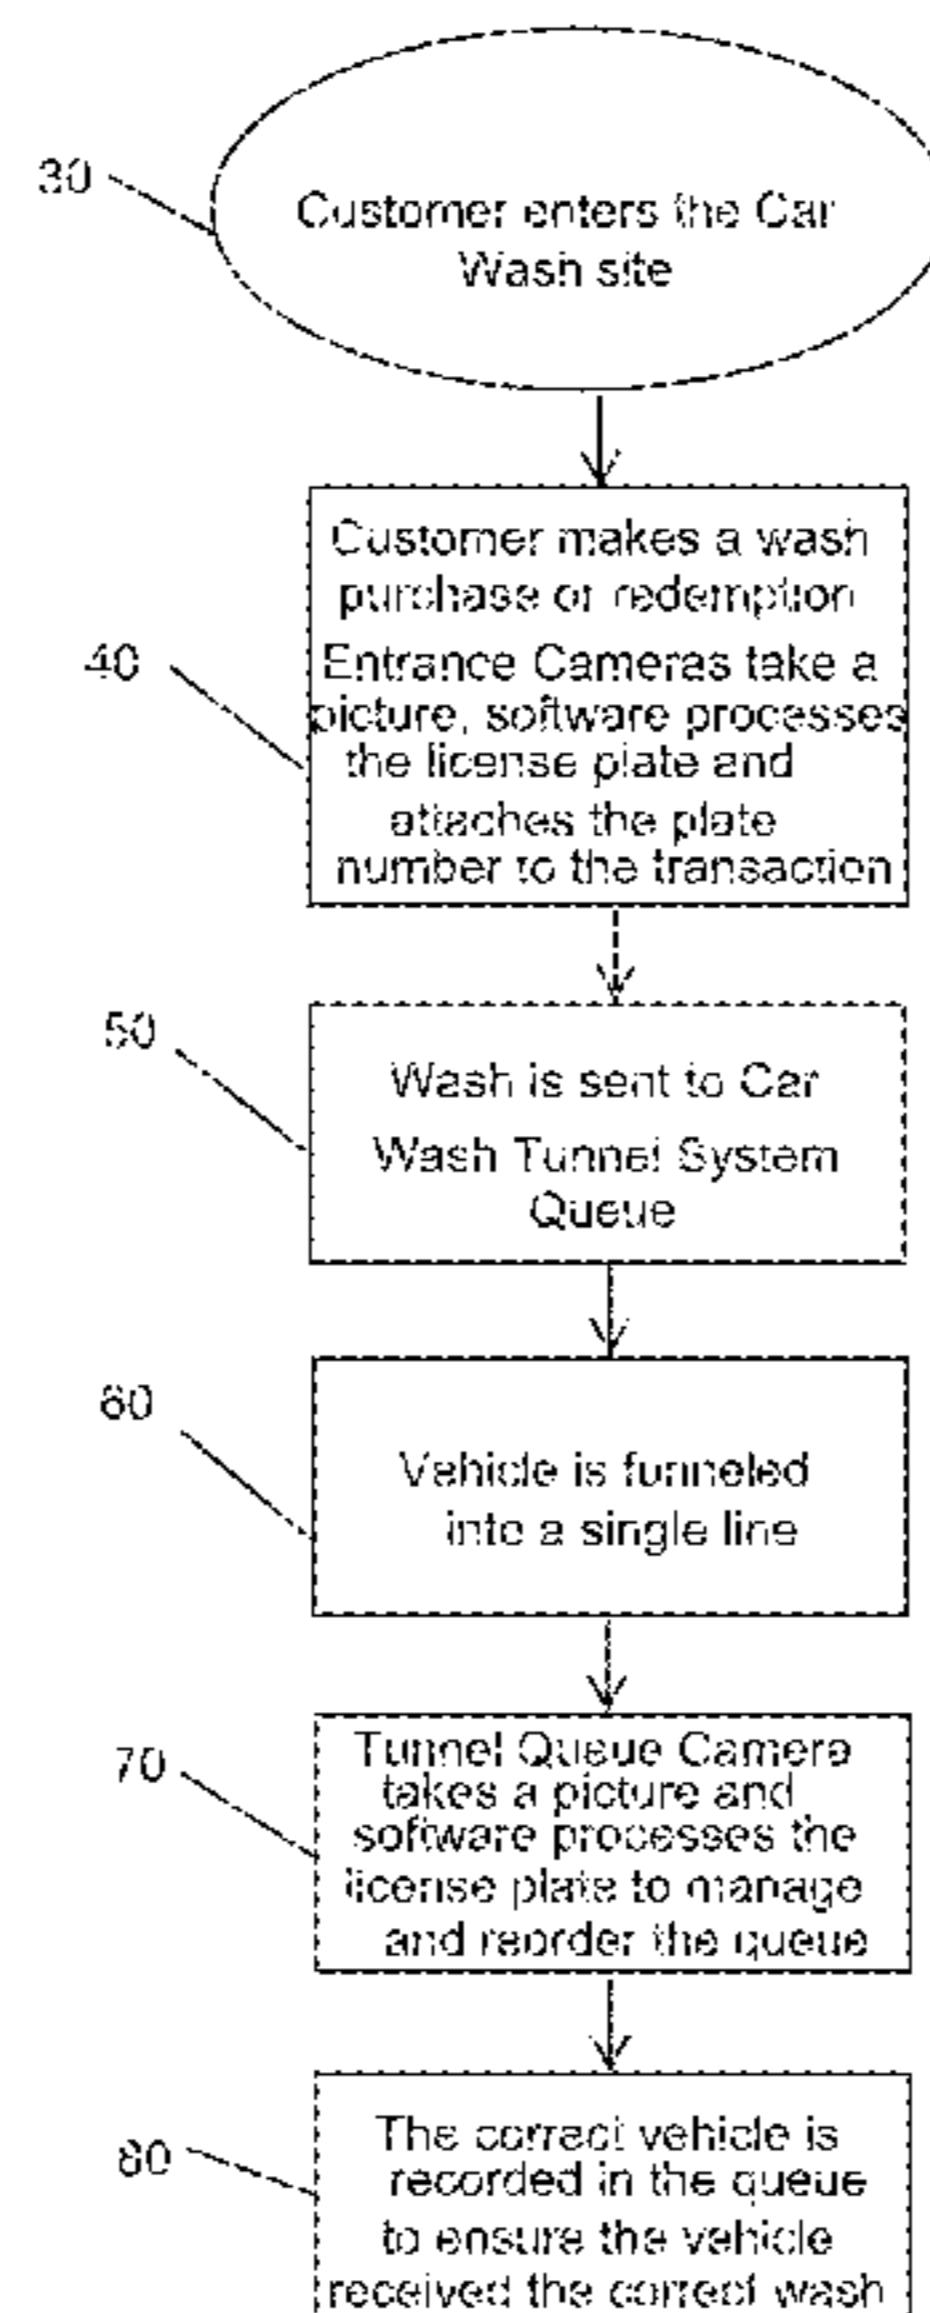 30
Customer enters the Car
Wash site
Customer makes a wash
purchase or redemption
40
Entrance Cameras take a
picture, software processes
the license plate and
attaches the plate
number to the transaction
50
Wash is sent to Car
Wash Tunnel System
Queue
60
Vehicle is funneled
into a single line
70
Tunnel Queue Camera
takes a picture and
software processes the
license plate to manage
and reorder the queue
80
The correct vehicle is
recorded in the queue
to ensure the vehicle
received the correct wash